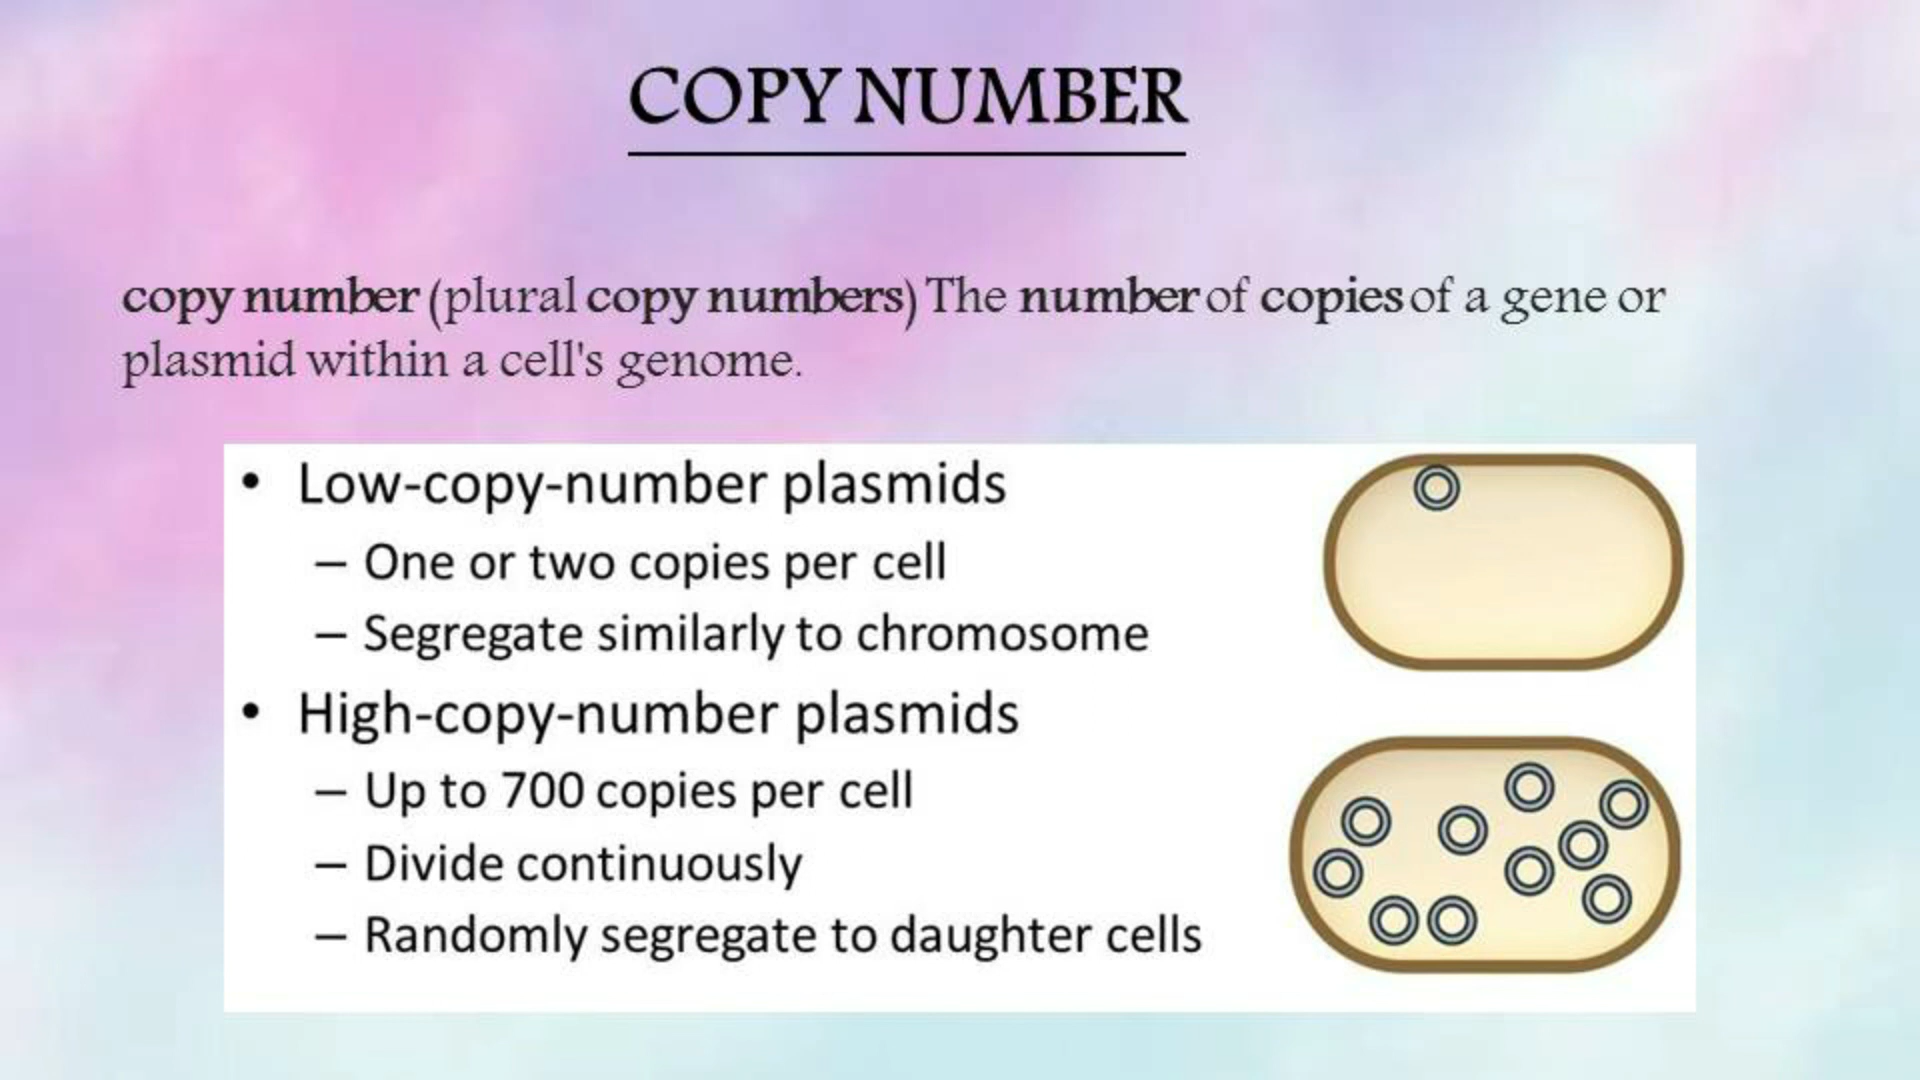 COPY NUMBER
copy number (plural copy numbers) The number of copies of a gene or
plasmid within a cell's genome.
• Low-copy-number plasmids
– One or two copies per cell
– Segregate similarly to chromosome
• High-copy-number plasmids
– Up to 700 copies per cell
– Divide continuously
– Randomly segregate to daughter cells